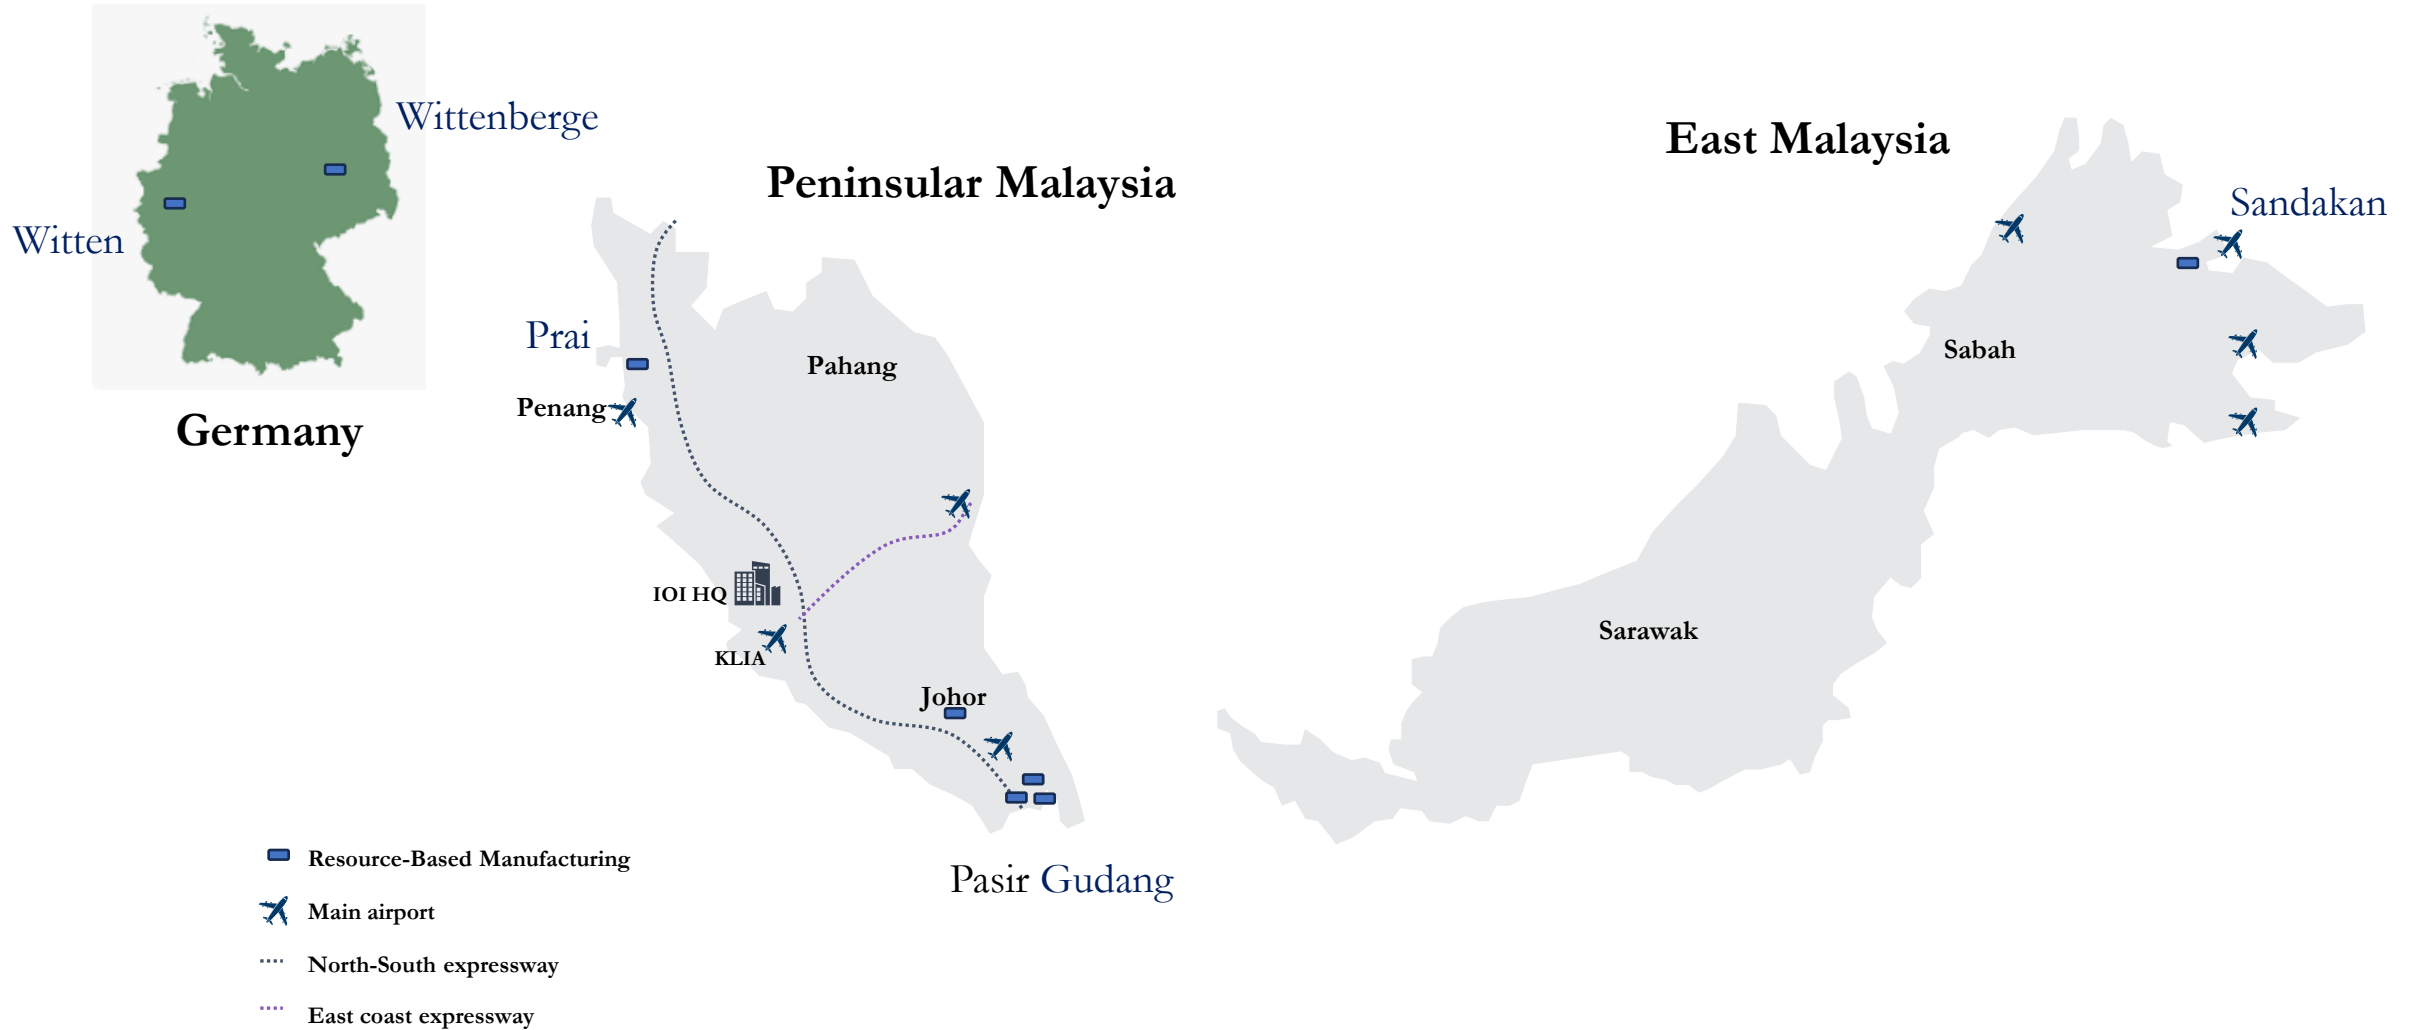 Wittenberge
Witten
Germany
Peninsular Malaysia
East Malaysia
Sandakan
Prai
Pahang
Penang
Sabah
IOI HQ
KLIA
Sarawak
Johor
Pasir Gudang
Resource-Based Manufacturing
Main airport
North-South expressway
East coast expressway